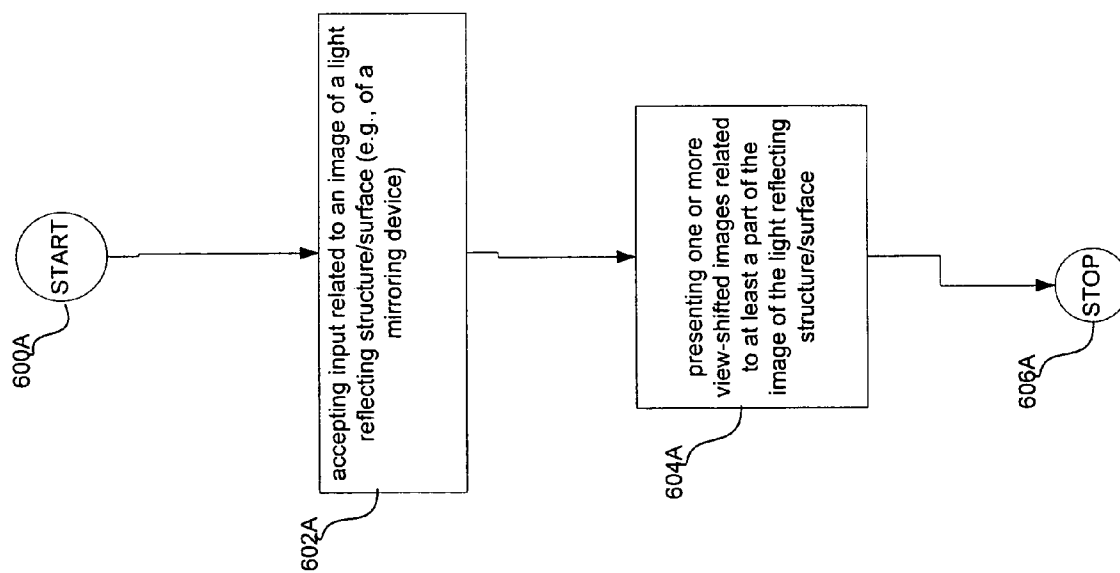 START
600A
accepting input related to an image of a light
reflecting structure/surface (e.g., of a
mirroring device)
602A
presenting one or more
view-shifted images related
to at least a part of the
image of the light reflecting
structure/surface
604A
STOP
606A